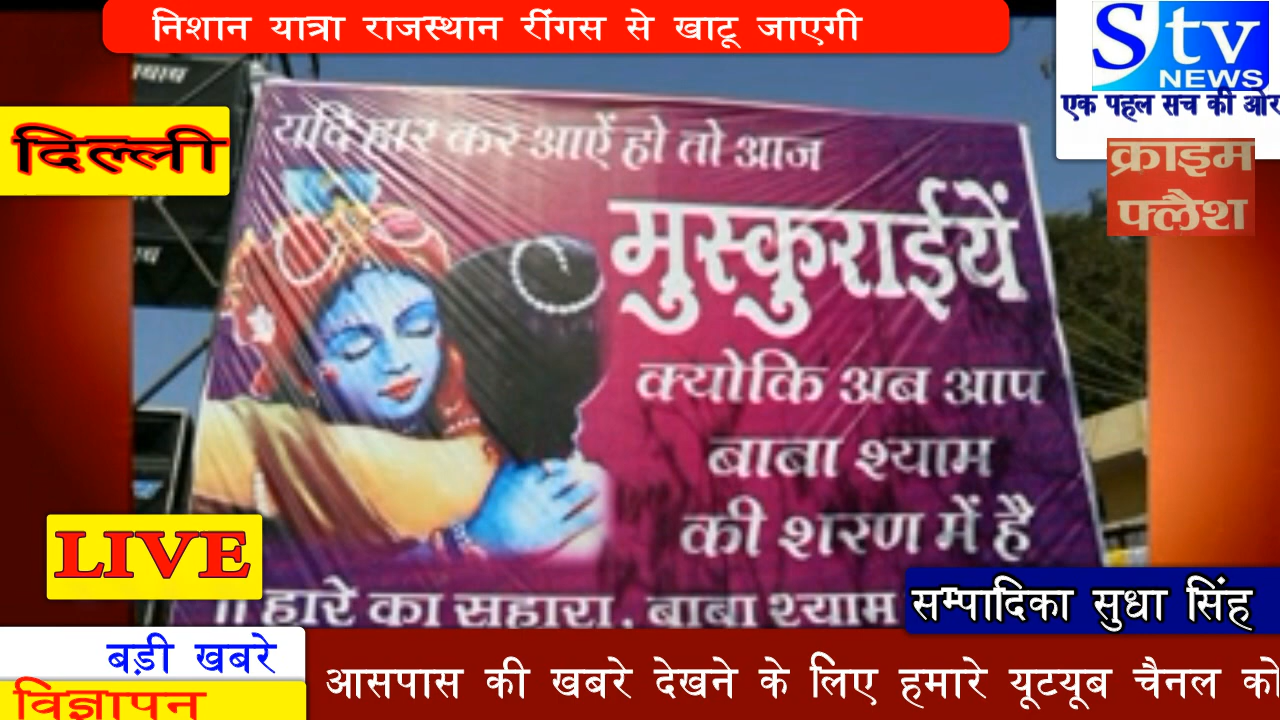 निशान यात्रा राजस्थान रींगस से खाटू जाएगी
Stv
NEWS
एक पहल सच की ओर
दिल्ली
क्राइम
फ्लैश
यदि हार कर आऐं हो तो आज
मुस्कुराईयें
क्योकि अब आप
बाबा श्याम
की शरण में है
॥ हारे का सहारा, बाबा श्याम
LIVE
सम्पादिका सुधा सिंह
बड़ी खबरे
विज्ञापन
आसपास की खबरे देखने के लिए हमारे यूटयूब चैनल को